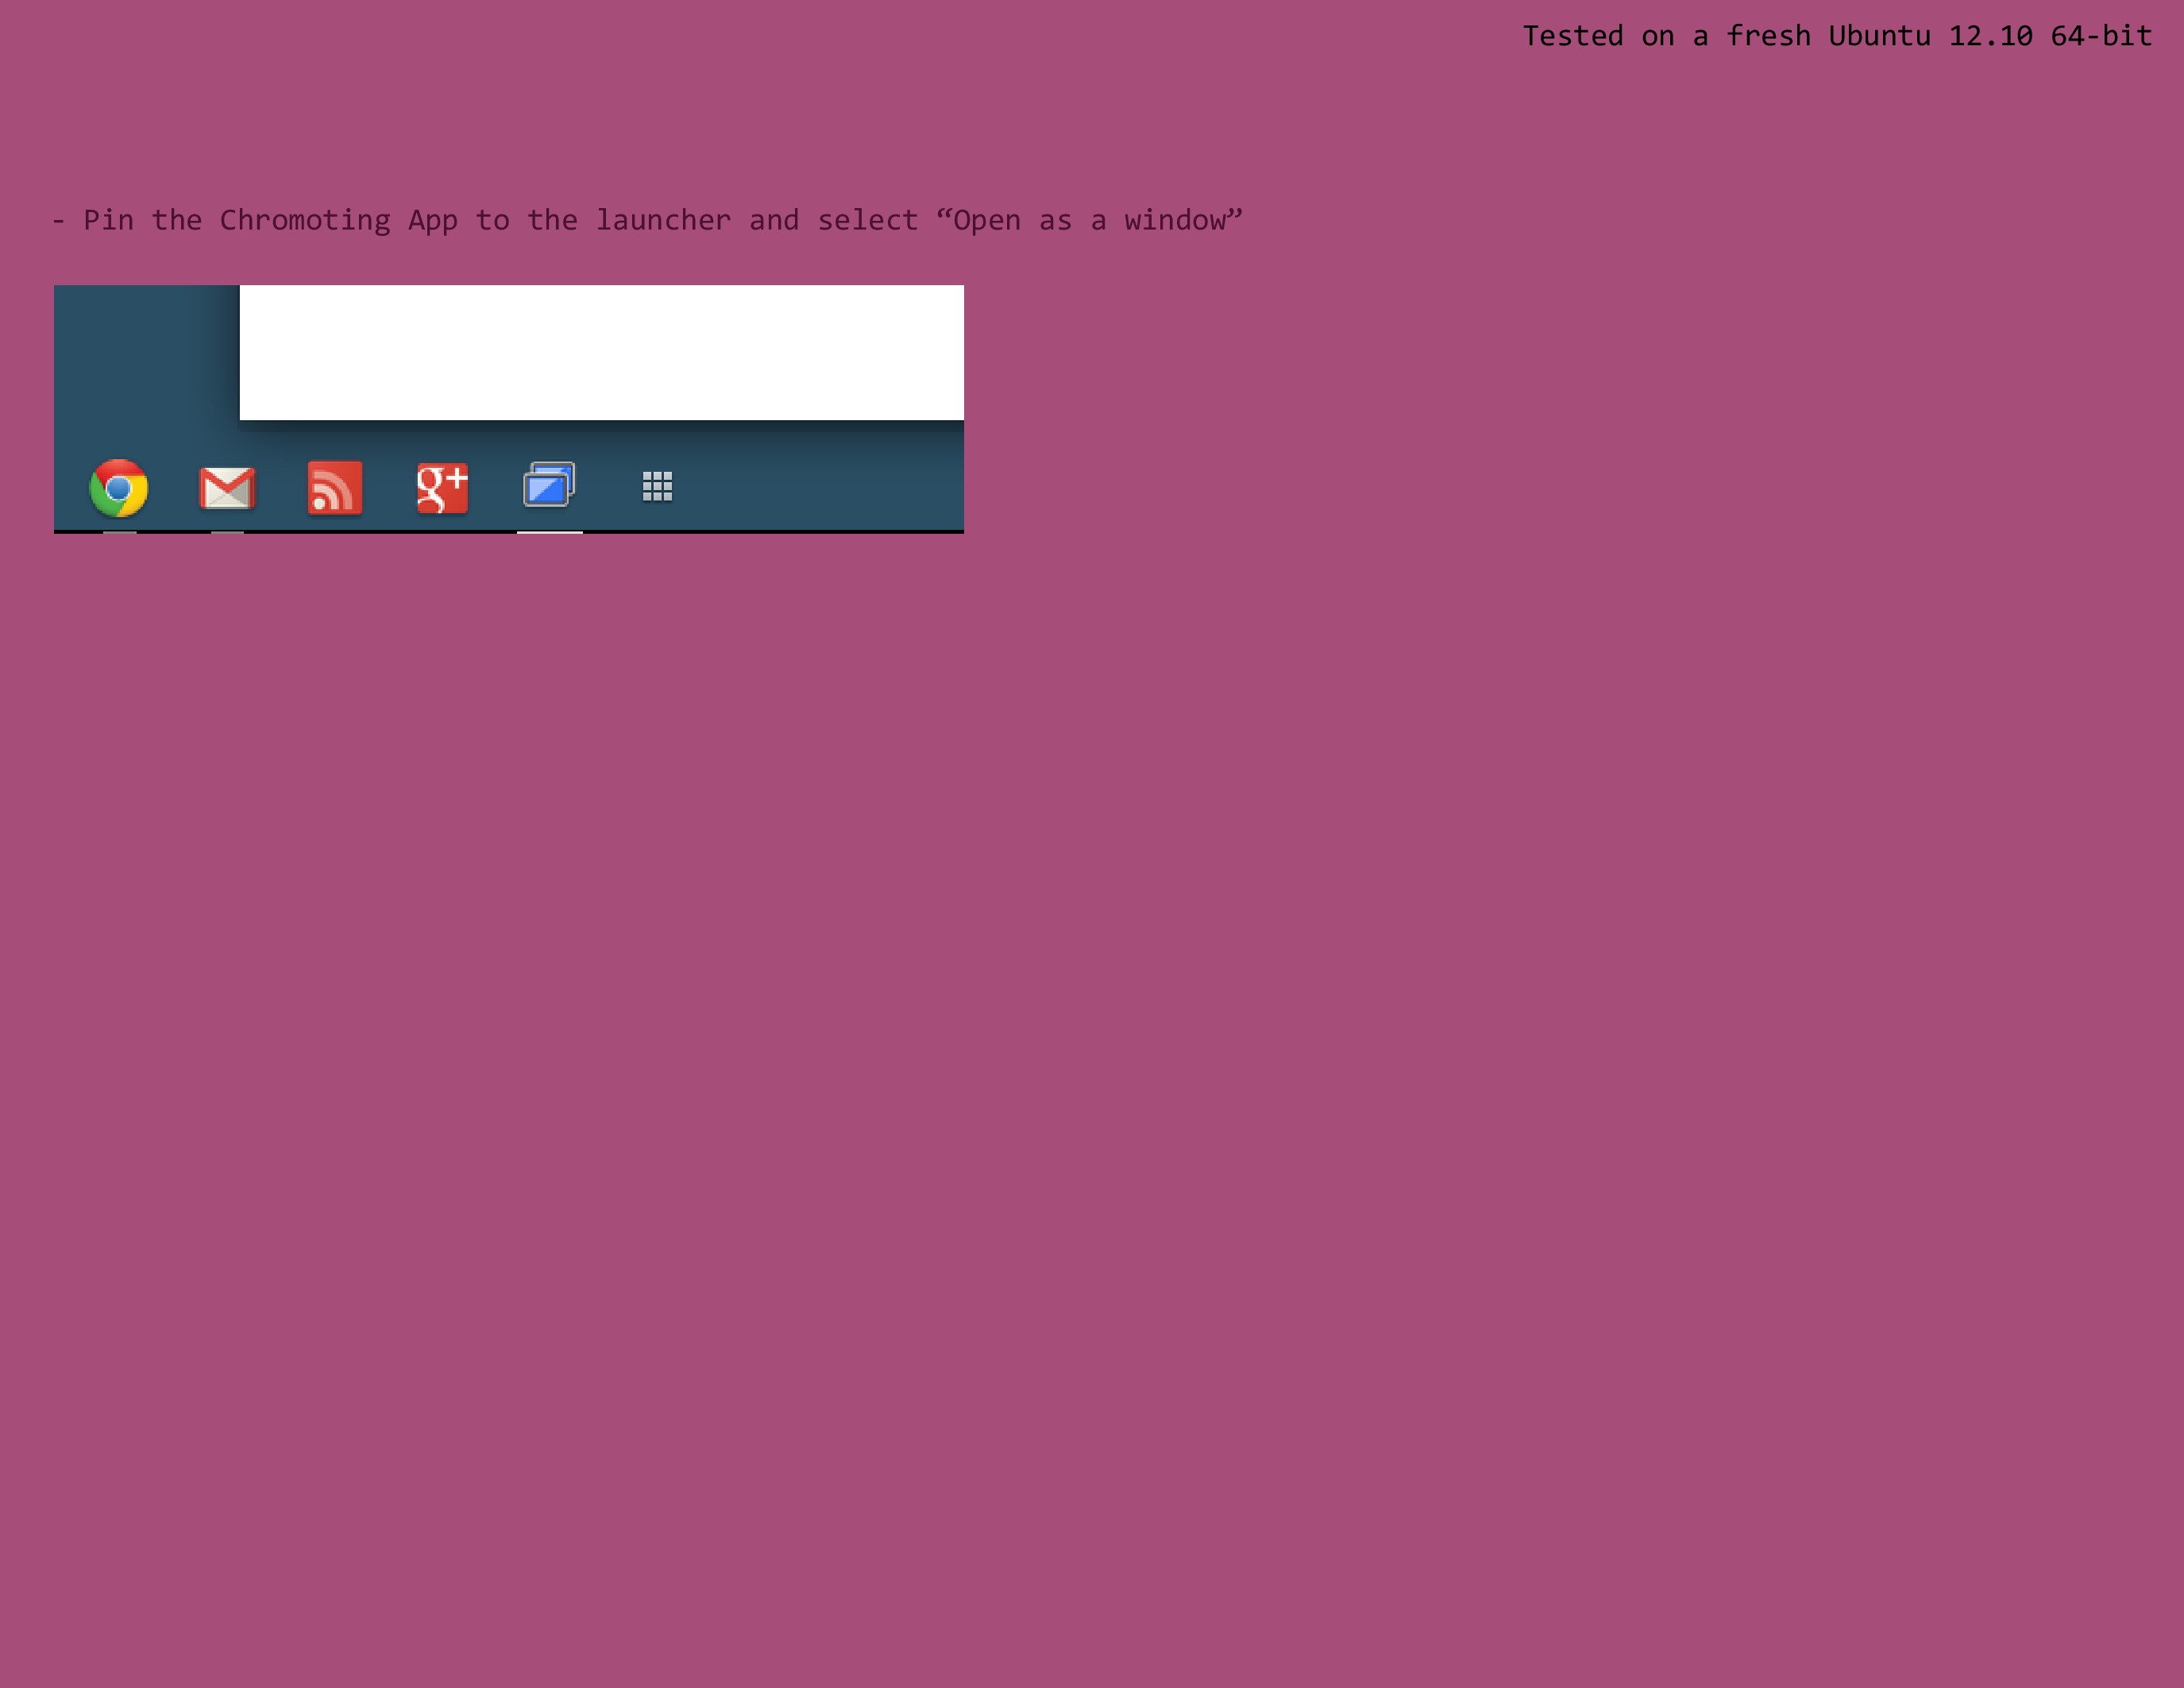 Tested on a fresh Ubuntu 12.10 64-bit
- Pin the Chromoting App to the launcher and select “Open as a window”
g+